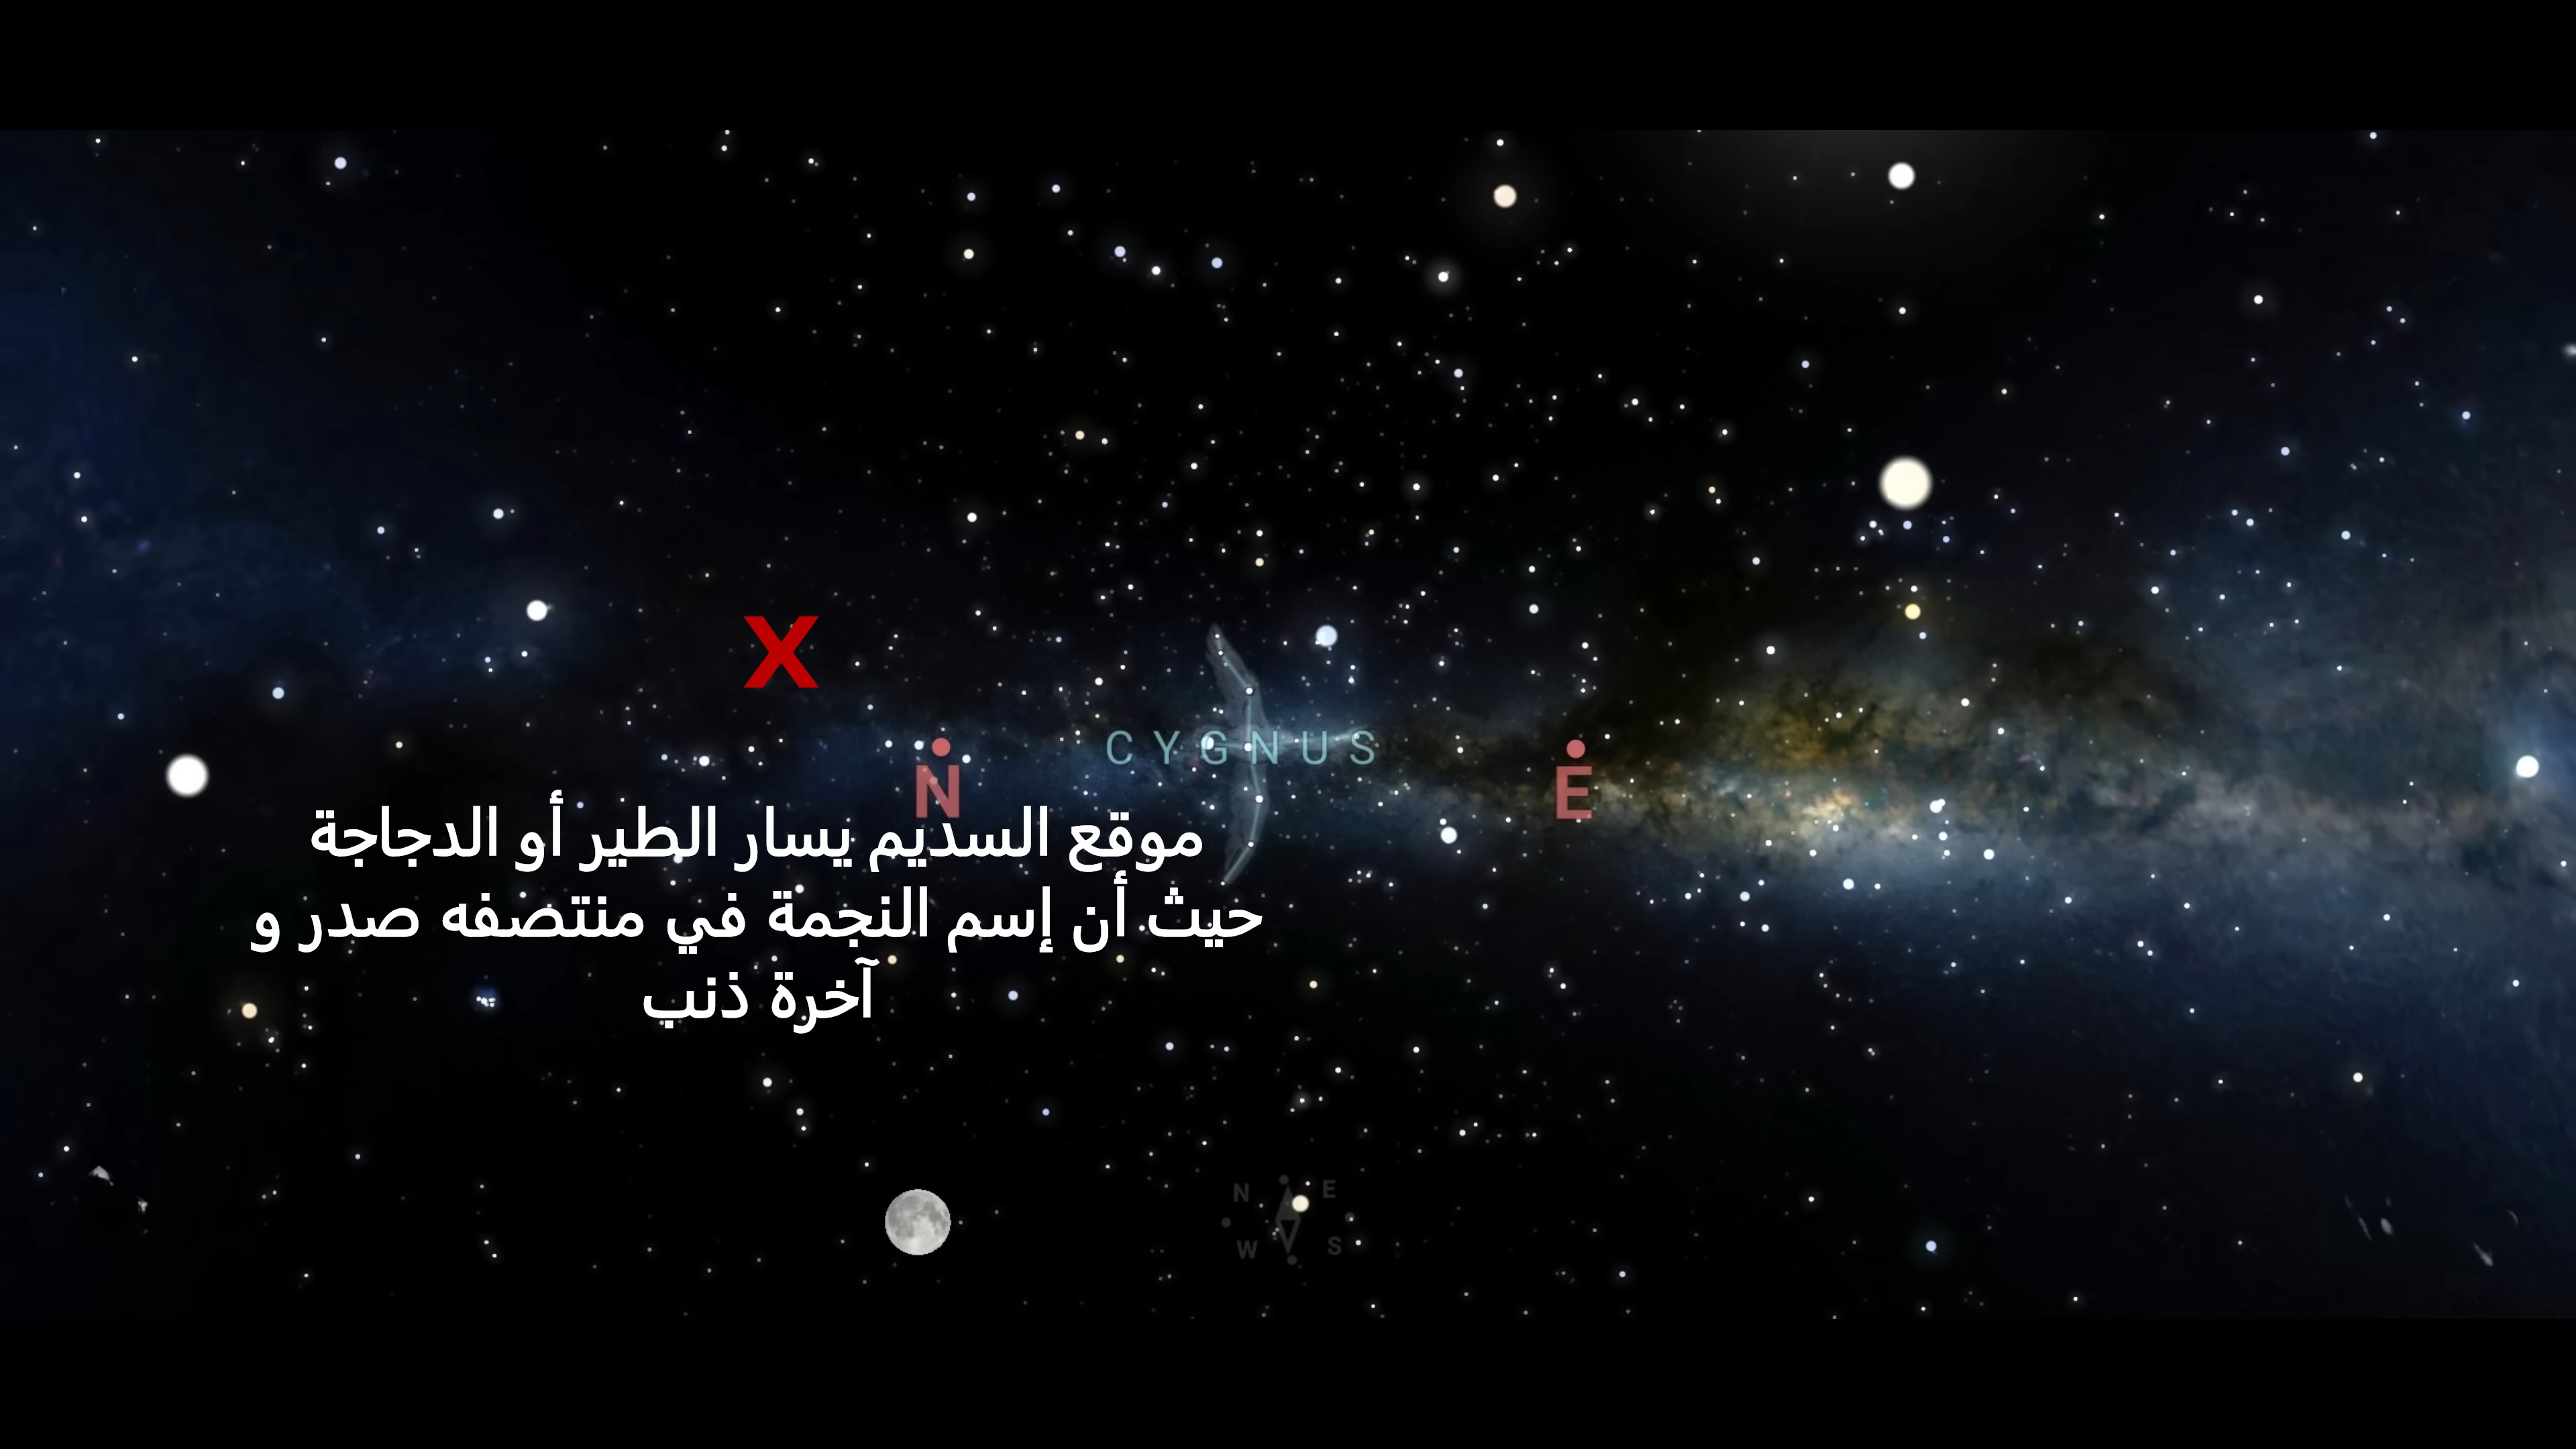 X
CYGNUS
N
E
موقع السديم يسار الطير أو الدجاجة
حيث أن إسم النجمة في منتصفه صدر و
آخرة ذنب
N E
W S